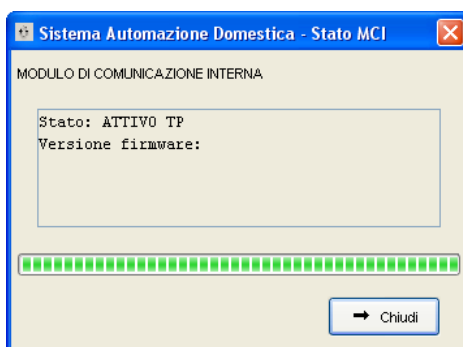 Sistema Automazione Domestica - Stato MCI
MODULO DI COMUNICAZIONE INTERNA
Stato: ATTIVO TP
Versione firmware:
Chiudi